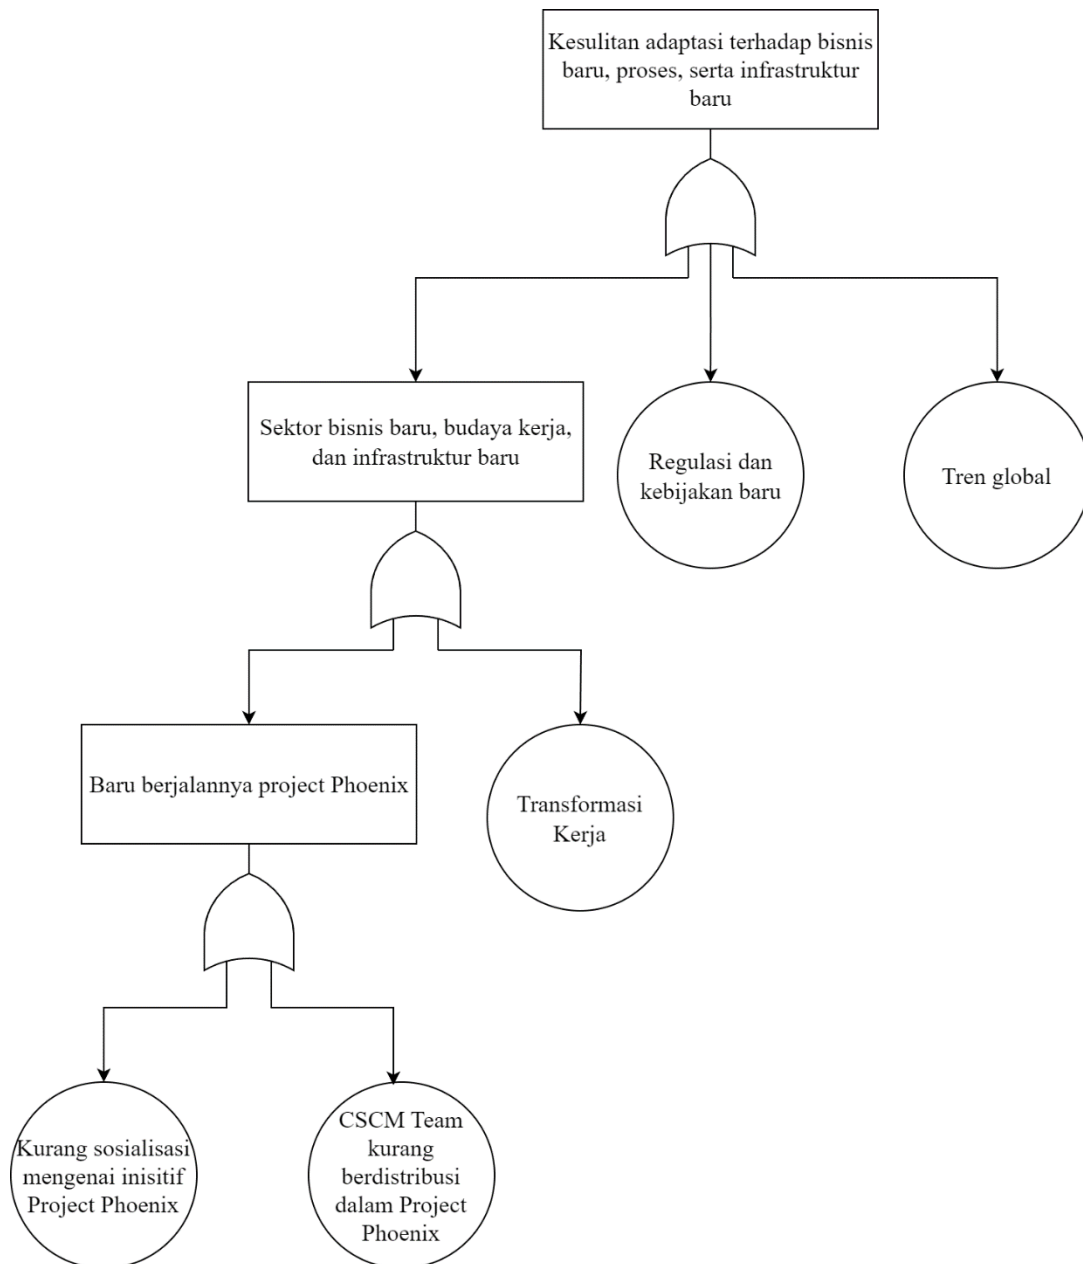 Kesulitan adaptasi terhadap bisnis
baru, proses, serta infrastruktur
baru
Sektor bisnis baru, budaya kerja,
dan infrastruktur baru
Regulasi dan
kebijakan baru
Tren global
Baru berjalannya project Phoenix
Transformasi
Kerja
Kurang sosialisasi
mengenai inisitif
Project Phoenix
CSCM Team
kurang
berdistribusi
dalam Project
Phoenix